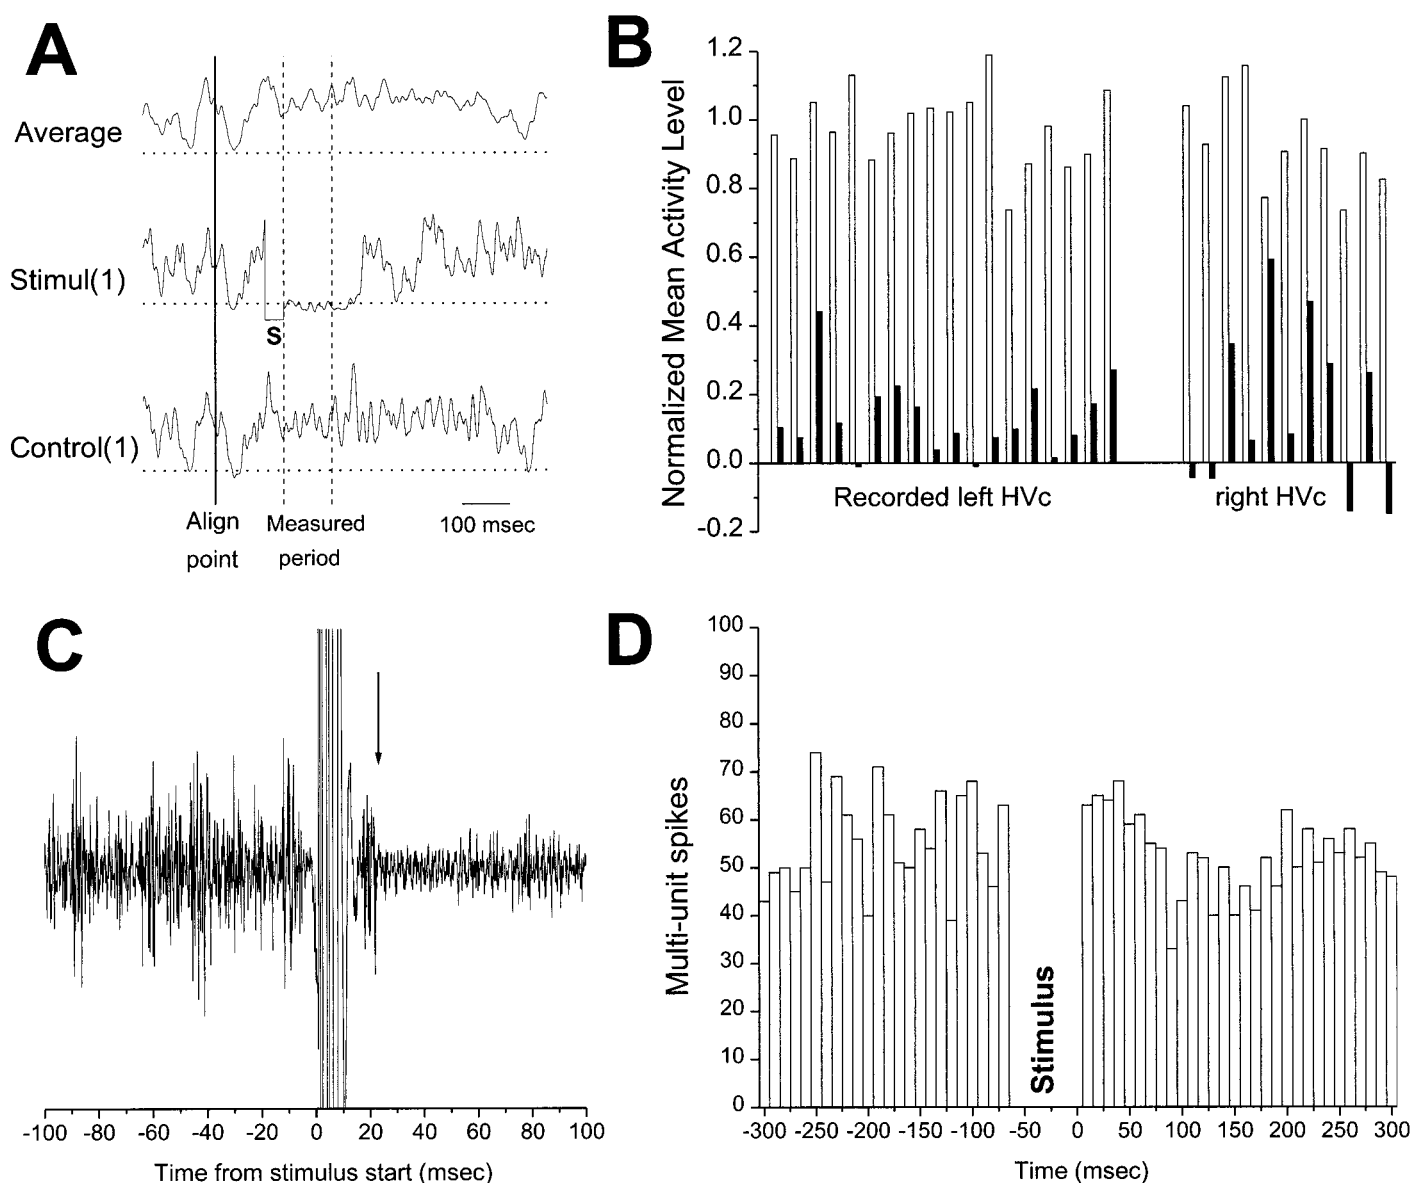 A
Average
Stimul(1)
S
Control(1)
Align
point
Measured
period
100 msec
B
Normalized Mean Activity Level
1.2
1.0
0.8
0.6
0.4
0.2
0.0
-0.2
Recorded left HVc
right HVc
C
-100 -80 -60 -40 -20 0 20 40 60 80 100
Time from stimulus start (msec)
D
Multi-unit spikes
100
90
80
70
60
50
40
30
20
10
0
Stimulus
-300 -250 -200 -150 -100 -50 0 50 100 150 200 250 300
Time (msec)